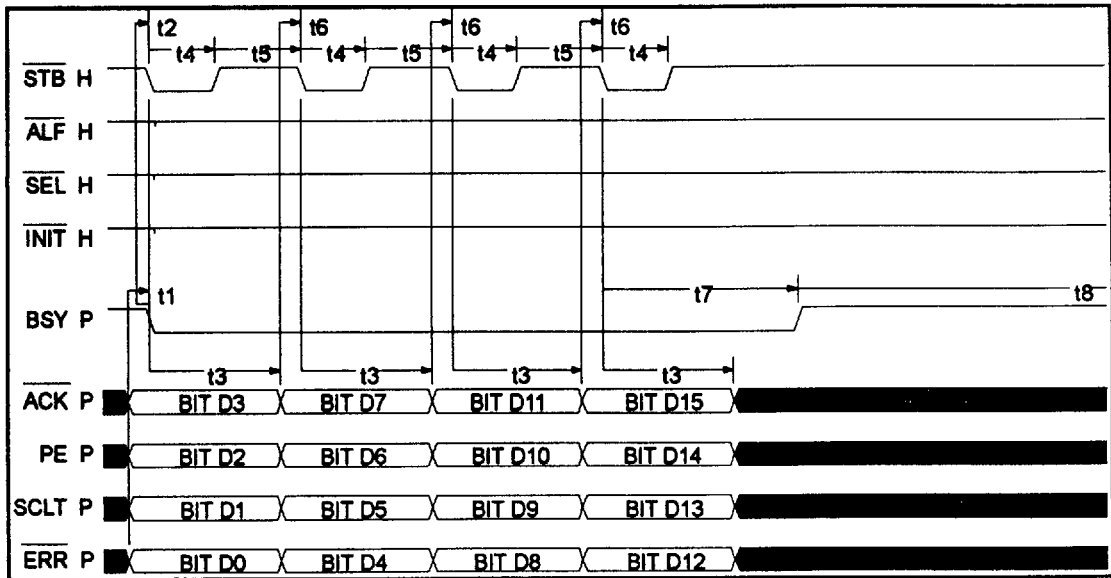 t2 t6 t6 t6
t4 t5 t4 t5 t4 t5 t4
STB H
ALF H
SEL H
INIT H
t1 t7 t8
BSY P
t3 t3 t3 t3
ACK P BIT D3 BIT D7 BIT D11 BIT D15
PE P BIT D2 BIT D6 BIT D10 BIT D14
SCLT P BIT D1 BIT D5 BIT D9 BIT D13
ERR P BIT D0 BIT D4 BIT D8 BIT D12